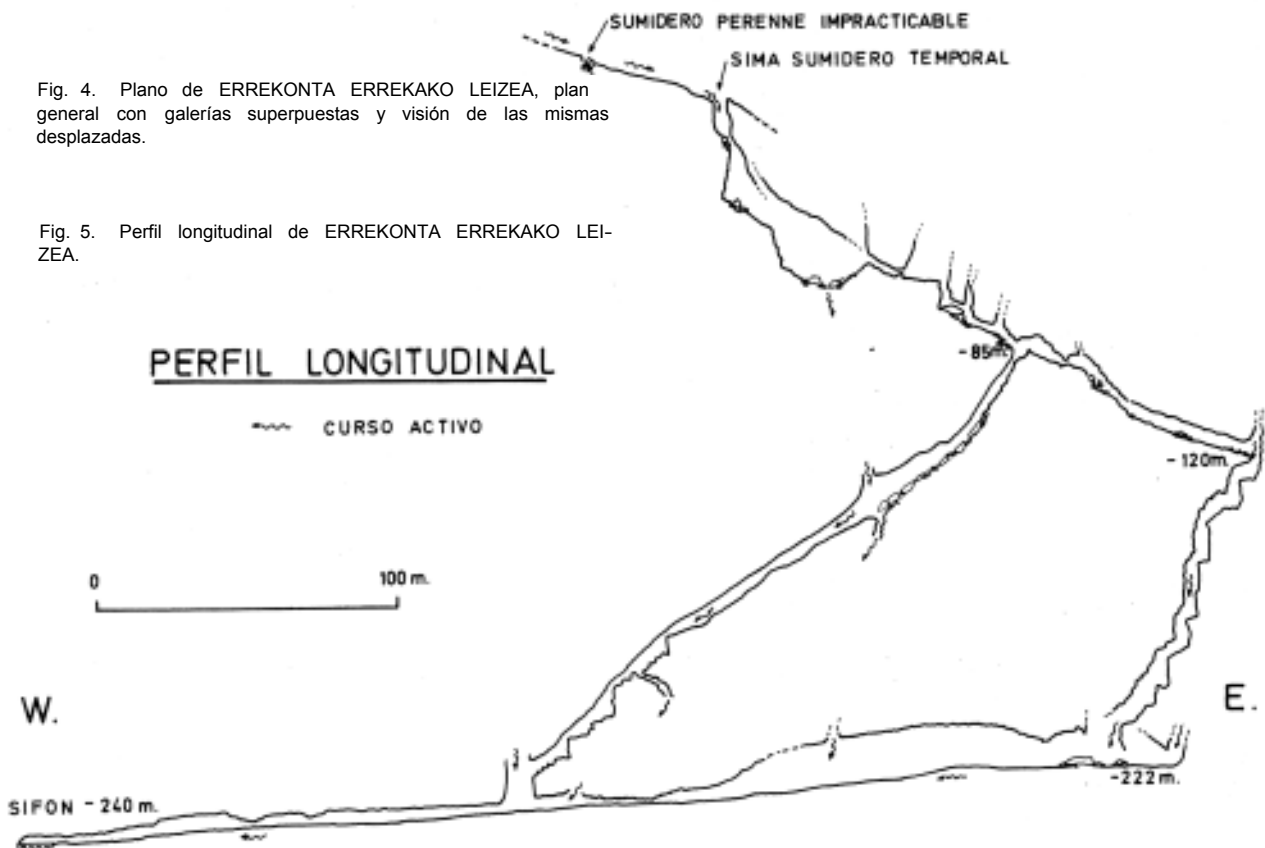 SUMIDERO PERENNE IMPRACTICABLE
SIMA SUMIDERO TEMPORAL
Fig. 4. Plano de ERREKONTA ERREKAKO LEIZEA, plan
general con galerías superpuestas y visión de las mismas
desplazadas.
Fig. 5. Perfil longitudinal de ERREKONTA ERREKAKO LEI-
ZEA.
PERFIL LONGITUDINAL
CURSO ACTIVO
-85m.
-120m.
0 100 m.
W.
E.
-222m.
SIFON -240 m.